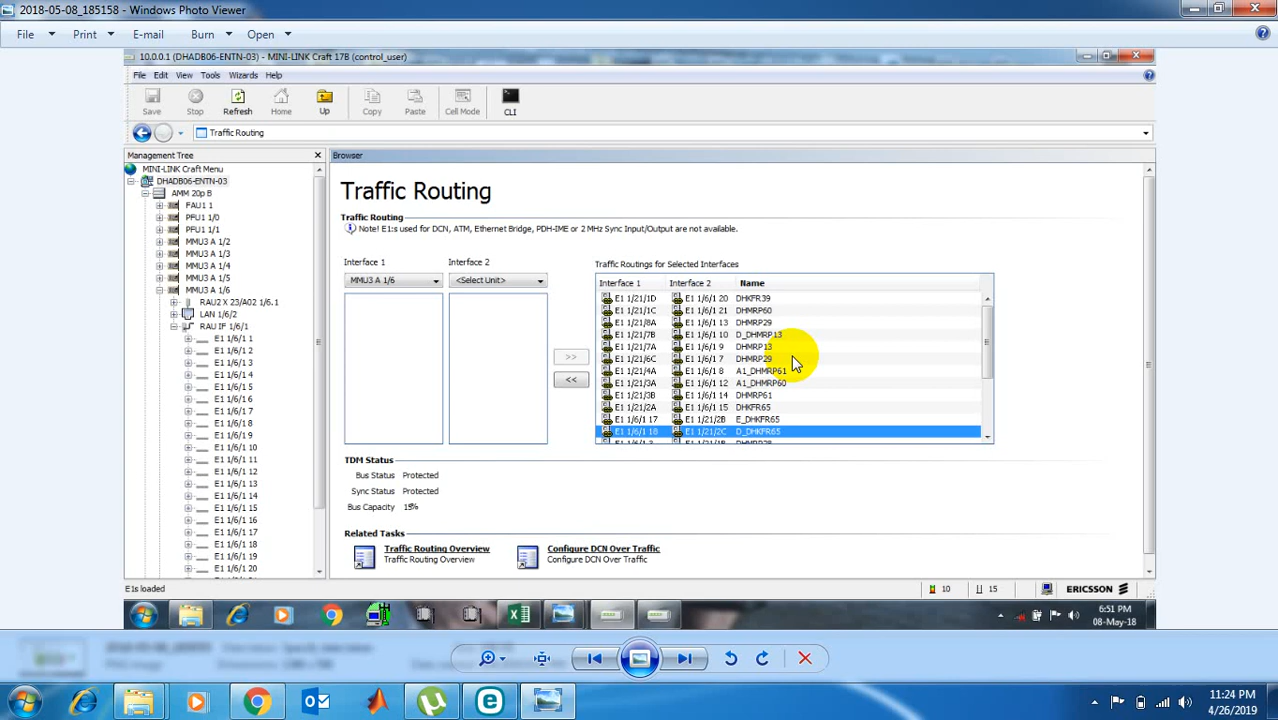 2018-05-08_185158 - Windows Photo Viewer
File Print E-mail Burn Open
10.0.0.1 (DHADB06-ENTN-03) - MINI-LINK Craft 17B (control_user)
File Edit View Tools Wizards Help
Save Stop Refresh Home Up Copy Paste Cell Mode CLI
Traffic Routing
Management Tree
MINI-LINK Craft Menu
DHADB06-ENTN-03
AMM 20p B
FAU1 1
PFU1 1/0
PFU1 1/1
MMU3 A 1/2
MMU3 A 1/3
MMU3 A 1/4
MMU3 A 1/5
MMU3 A 1/6
RAU2 X 23/A02 1/6.1
LAN 1/6/2
RAU IF 1/6/1
E1 1/6/1 1
E1 1/6/1 2
E1 1/6/1 3
E1 1/6/1 4
E1 1/6/1 5
E1 1/6/1 6
E1 1/6/1 7
E1 1/6/1 8
E1 1/6/1 9
E1 1/6/1 10
E1 1/6/1 11
E1 1/6/1 12
E1 1/6/1 13
E1 1/6/1 14
E1 1/6/1 15
E1 1/6/1 16
E1 1/6/1 17
E1 1/6/1 18
E1 1/6/1 19
E1 1/6/1 20
Browser
Traffic Routing
Traffic Routing
Note! E1:s used for DCN, ATM, Ethernet Bridge, PDH-IME or 2 MHz Sync Input/Output are not available.
Interface 1 Interface 2
MMU3 A 1/6 <Select Unit>
>>
<<
Traffic Routings for Selected Interfaces
Interface 1 Interface 2 Name
E1 1/21/1D E1 1/6/1 20 DHKFR39
E1 1/21/1C E1 1/6/1 21 DHMRP60
E1 1/21/8A E1 1/6/1 13 DHMRP29
E1 1/21/7B E1 1/6/1 10 D_DHMRP13
E1 1/21/7A E1 1/6/1 9 DHMRP13
E1 1/21/6C E1 1/6/1 7 DHMRP29
E1 1/21/4A E1 1/6/1 8 A1_DHMRP61
E1 1/21/3A E1 1/6/1 12 A1_DHMRP60
E1 1/21/3B E1 1/6/1 14 DHMRP61
E1 1/21/2A E1 1/6/1 15 DHKFR65
E1 1/6/1 17 E1 1/21/2B E_DHKFR65
E1 1/6/1 18 E1 1/21/2C D_DHKFR65
TDM Status
Bus Status Protected
Sync Status Protected
Bus Capacity 15%
Related Tasks
Traffic Routing Overview
Traffic Routing Overview
Configure DCN Over Traffic
Configure DCN Over Traffic
E1s loaded
10 15 ERICSSON
6:51 PM
08-May-18
11:24 PM
4/26/2019